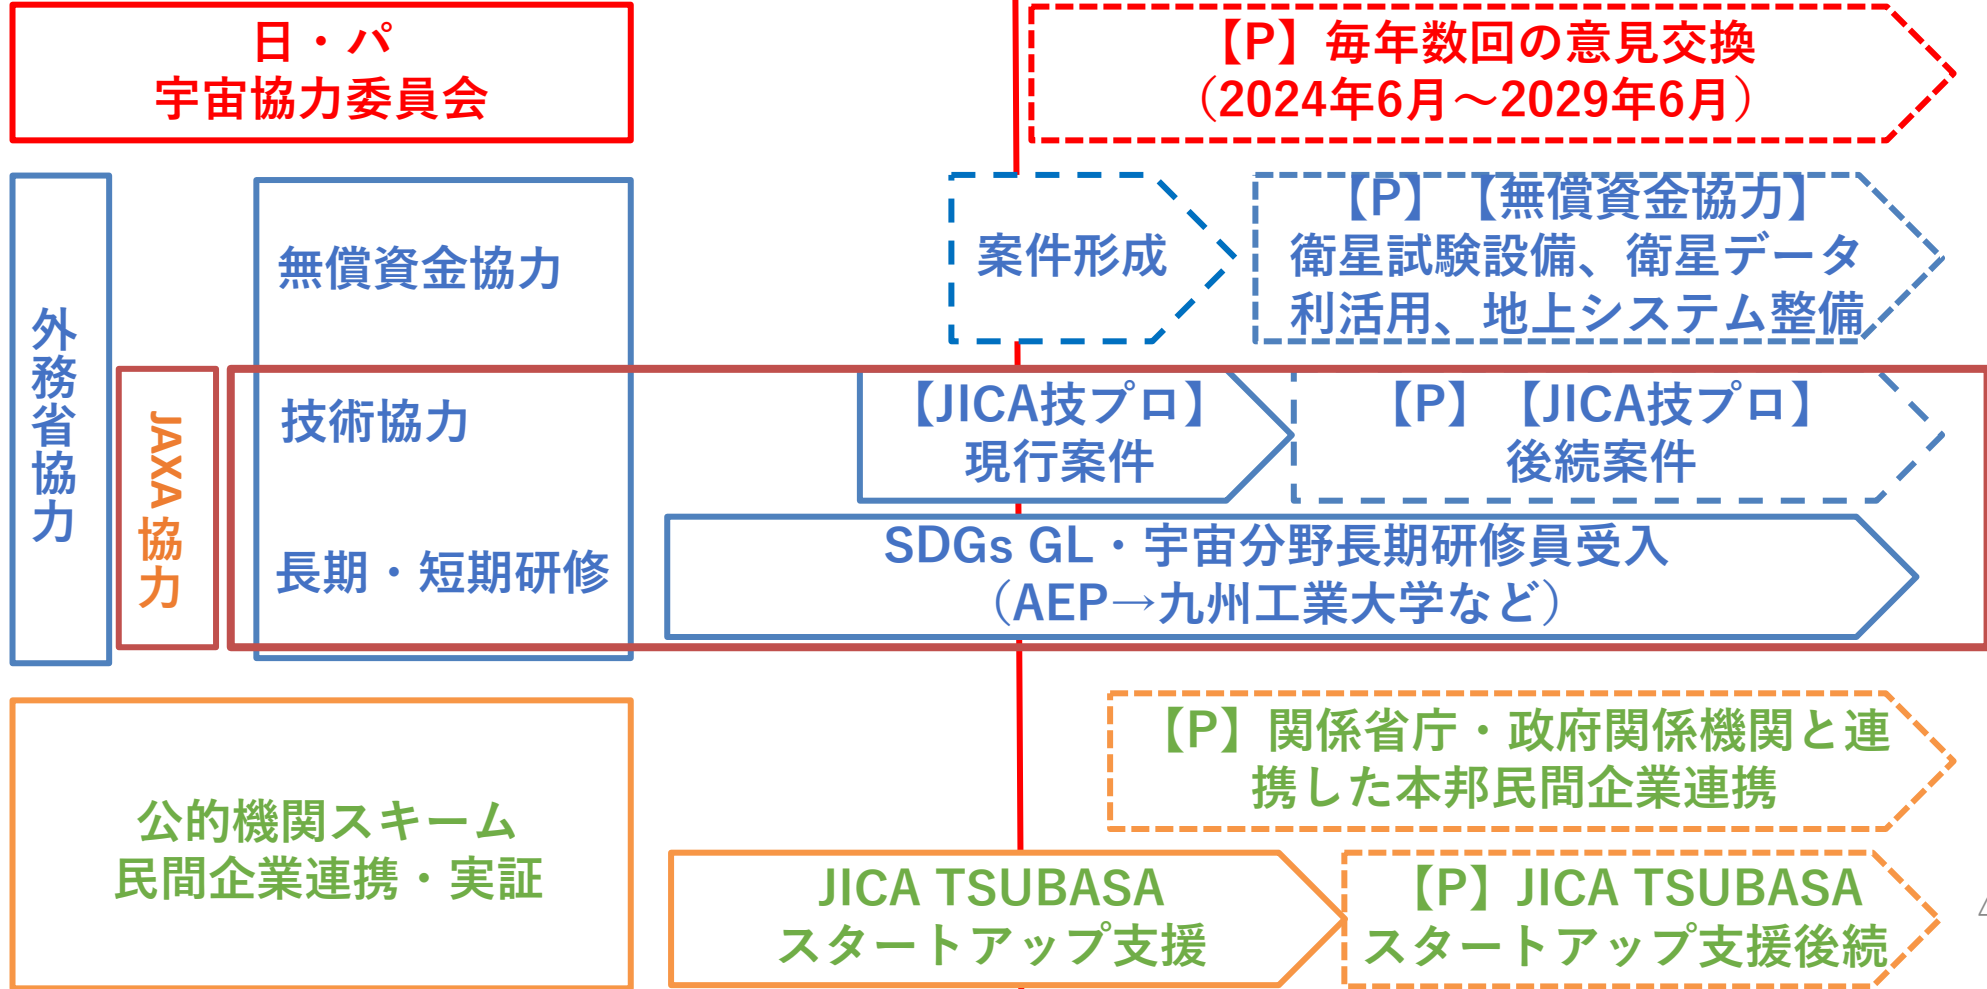 日・パ
宇宙協力委員会
【P】毎年数回の意見交換
（2024年6月～2029年6月）
外務省協力
JAXA協力
無償資金協力
案件形成
【P】【無償資金協力】
衛星試験設備、衛星データ
利活用、地上システム整備
技術協力
【JICA技プロ】
現行案件
【P】【JICA技プロ】
後続案件
長期・短期研修
SDGs GL・宇宙分野長期研修員受入
（AEP→九州工業大学など）
公的機関スキーム
民間企業連携・実証
【P】関係省庁・政府関係機関と連
携した本邦民間企業連携
JICA TSUBASA
スタートアップ支援
【P】JICA TSUBASA
スタートアップ支援後続